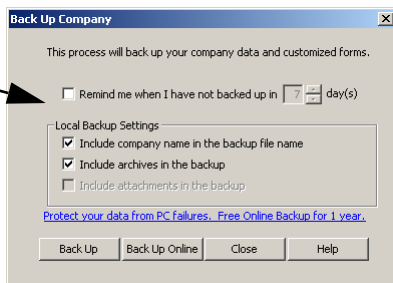 Back Up Company
This process will back up your company data and customized forms.
Remind me when I have not backed up in 7 day(s)
Local Backup Settings
Include company name in the backup file name
Include archives in the backup
Include attachments in the backup
Protect your data from PC failures. Free Online Backup for 1 year.
Back Up Back Up Online Close Help